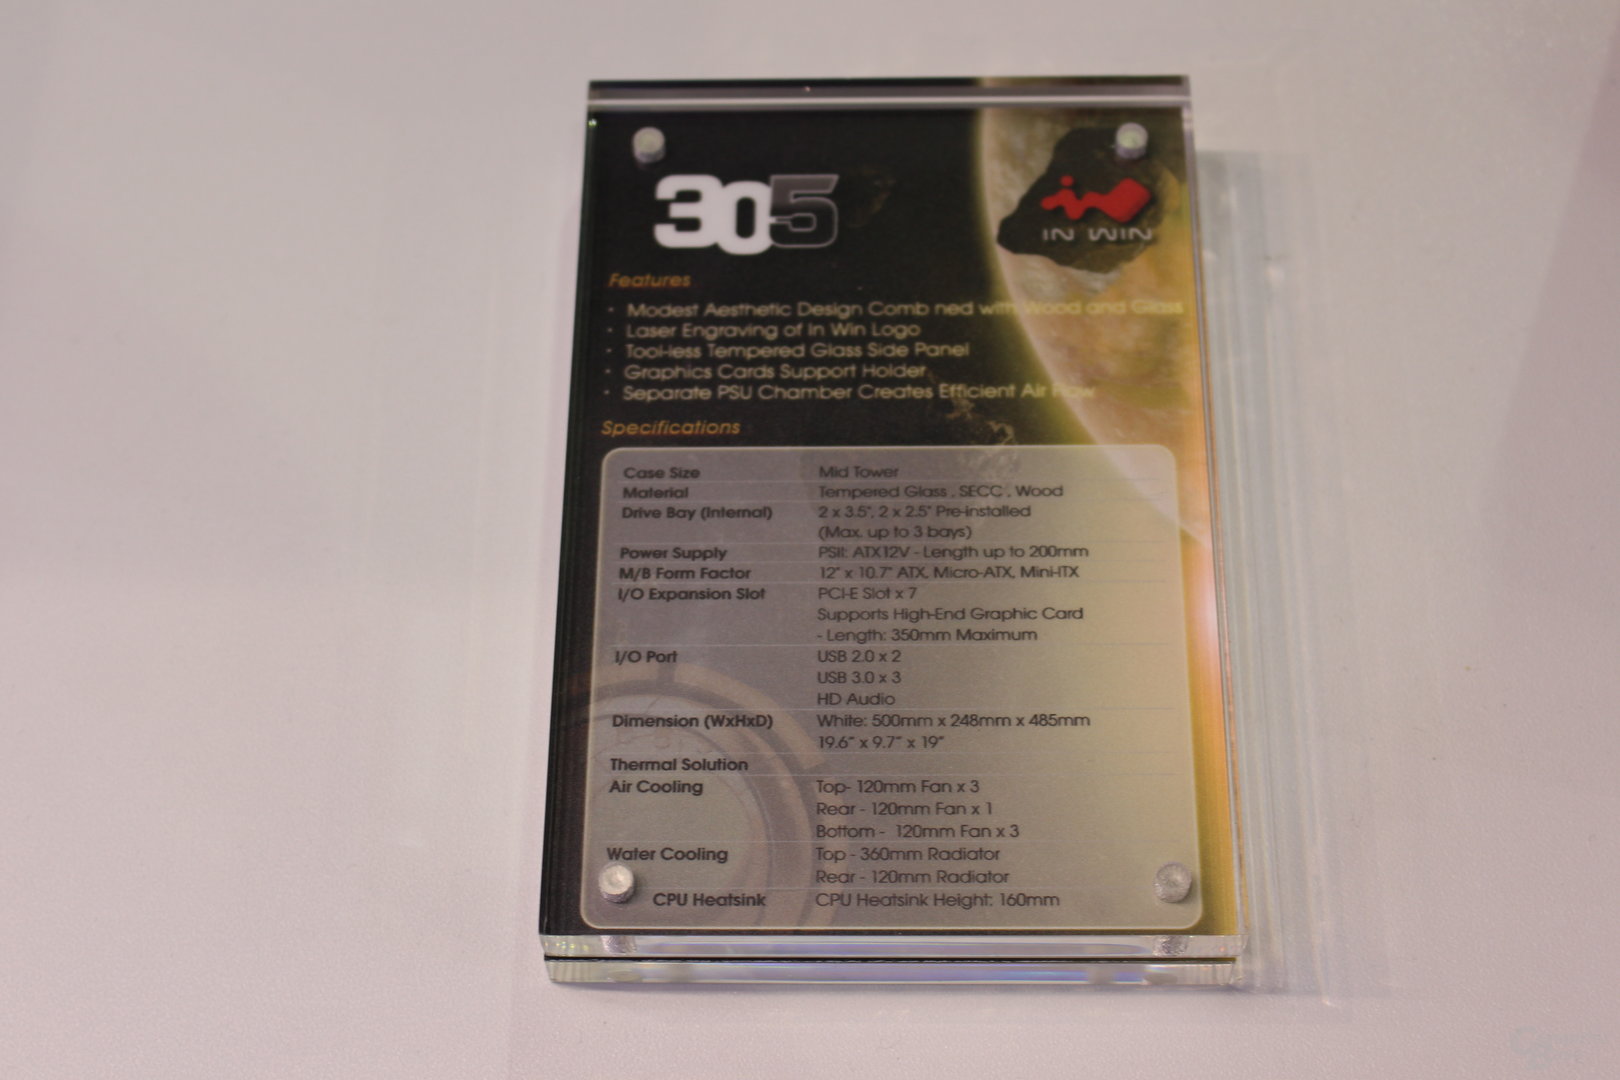 305
IN WIN
Features
· Modest Aesthetic Design Comb ned with Wood and Glass
· Laser Engraving of In Win Logo
· Tool-less Tempered Glass Side Panel
· Graphics Cards Support Holder
· Separate PSU Chamber Creates Efficient Air Flow
Specifications
Case Size Mid Tower
Material Tempered Glass , SECC , Wood
Drive Bay (Internal) 2 x 3.5", 2 x 2.5" Pre-installed
(Max. up to 3 bays)
Power Supply PSII: ATX12V - Length up to 200mm
M/B Form Factor 12" x 10.7" ATX, Micro-ATX, Mini-ITX
I/O Expansion Slot PCI-E Slot x 7
Supports High-End Graphic Card
- Length: 350mm Maximum
I/O Port USB 2.0 x 2
USB 3.0 x 3
HD Audio
Dimension (WxHxD) White: 500mm x 248mm x 485mm
19.6" x 9.7" x 19"
Thermal Solution
Air Cooling Top- 120mm Fan x 3
Rear - 120mm Fan x 1
Bottom - 120mm Fan x 3
Water Cooling Top - 360mm Radiator
Rear - 120mm Radiator
CPU Heatsink CPU Heatsink Height: 160mm